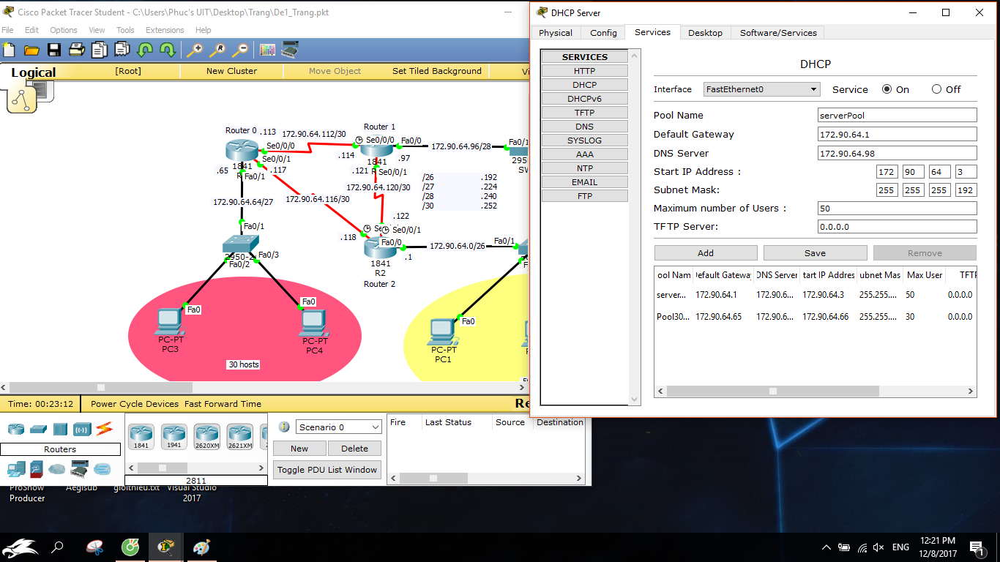 Cisco Packet Tracer Student - C:\Users\Phuc's UIT\Desktop\Trang\De1_Trang.pkt
File Edit Options View Tools Extensions Help
Logical [Root] New Cluster Move Object Set Tiled Background
Router 0 .113 172.90.64.112/30 Router 1
Se0/0/0 Se0/0/0 Fa0/0 Fa0/1
172.90.64.96/28
1841 Se0/0/1 .114 1841 .97
.65 .117 .121 Se0/0/1
Fa0/1
172.90.64.120/30
/26 .192
/27 .224
/28 .240
/30 .252
172.90.64.64/27 172.90.64.116/30
.122
Fa0/1 Se0/0/1
.118 Fa0/0 172.90.64.0/26 Fa0/1
.1
2950-2 Fa0/3 1841
Fa0/2 R2
Router 2
Fa0 Fa0 Fa0
PC-PT PC-PT PC-PT
PC3 PC4 PC1
30 hosts
Time: 00:23:12 Power Cycle Devices Fast Forward Time
Routers
1841 1941 2620XM 2621XM
2811
Scenario 0
New Delete
Toggle PDU List Window
Fire Last Status Source Destination
DHCP Server
Physical Config Services Desktop Software/Services
SERVICES
HTTP
DHCP
DHCPv6
TFTP
DNS
SYSLOG
AAA
NTP
EMAIL
FTP
DHCP
Interface FastEthernet0 Service On Off
Pool Name serverPool
Default Gateway 172.90.64.1
DNS Server 172.90.64.98
Start IP Address : 172 90 64 3
Subnet Mask: 255 255 255 192
Maximum number of Users : 50
TFTP Server: 0.0.0.0
Add Save Remove
ool Nam efault Gateway DNS Server tart IP Addres ubnet Mas Max User TFTP
server... 172.90.64.1 172.90.6... 172.90.64.3 255.255.... 50 0.0.0.0
Pool30... 172.90.64.65 172.90.6... 172.90.64.66 255.255.... 30 0.0.0.0
ProShow Producer
Aegisub
gioithieu.txt
Visual Studio 2017
ENG
12:21 PM
12/8/2017
1